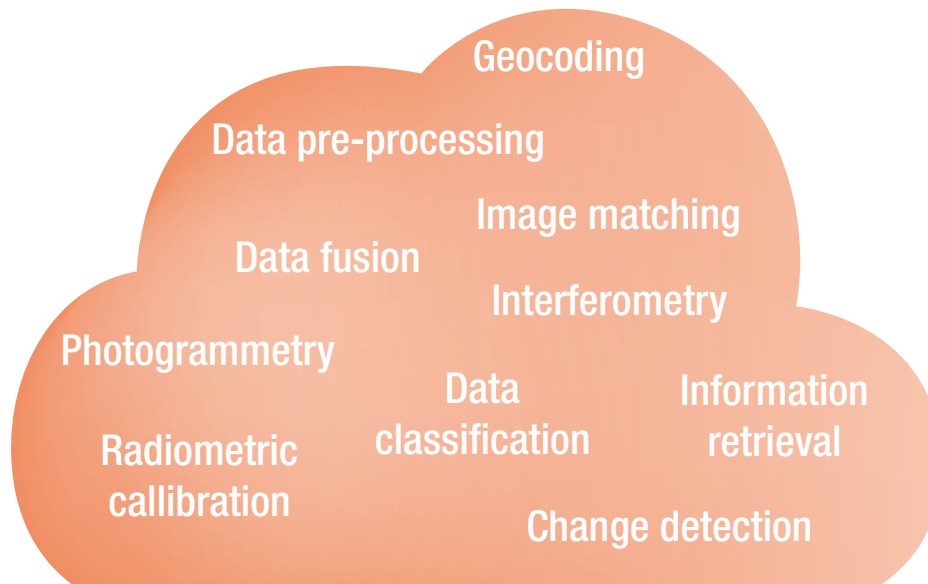 Geocoding
Data pre-processing
Image matching
Data fusion
Interferometry
Photogrammetry
Data
classification
Information
retrieval
Radiometric
callibration
Change detection